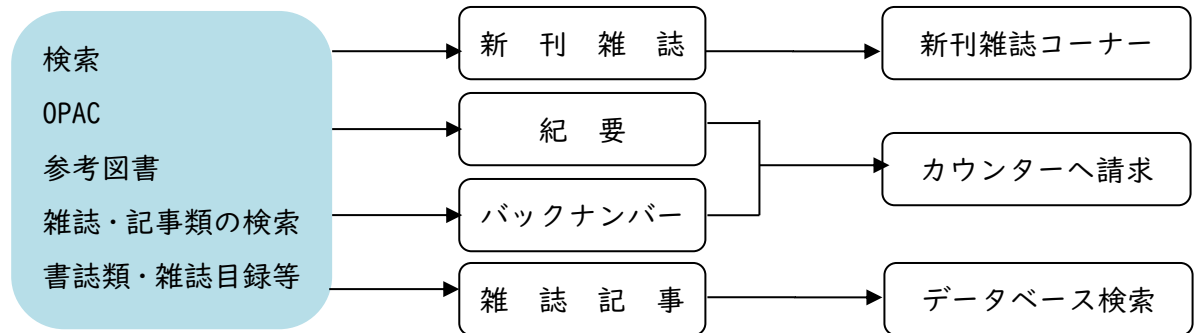 検索
OPAC
参考図書
雑誌・記事類の検索
書誌類・雑誌目録等
新刊雑誌
紀要
バックナンバー
雑誌記事
新刊雑誌コーナー
カウンターへ請求
データベース検索